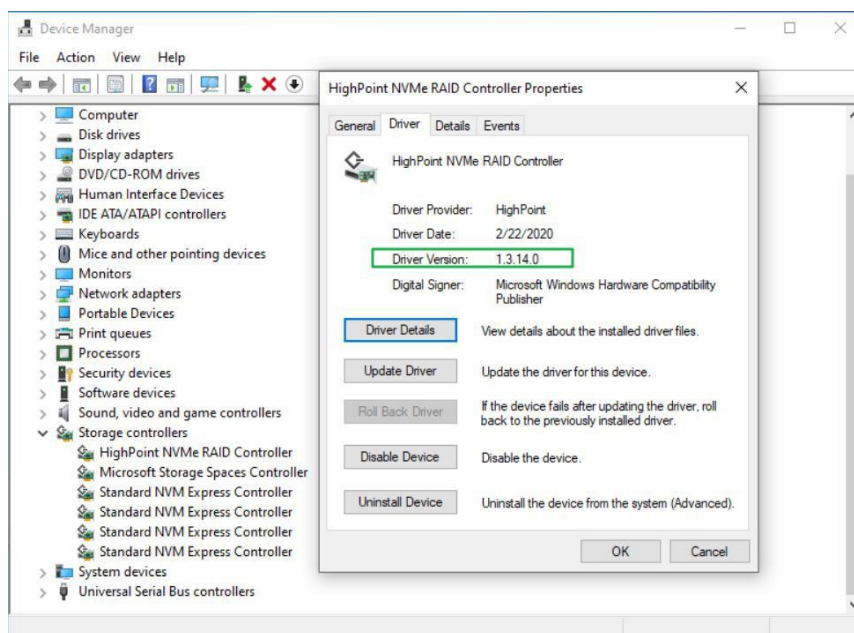 Device Manager
File Action View Help
Computer
Disk drives
Display adapters
DVD/CD-ROM drives
Human Interface Devices
IDE ATA/ATAPI controllers
Keyboards
Mice and other pointing devices
Monitors
Network adapters
Portable Devices
Print queues
Processors
Security devices
Software devices
Sound, video and game controllers
Storage controllers
HighPoint NVMe RAID Controller
Microsoft Storage Spaces Controller
Standard NVM Express Controller
Standard NVM Express Controller
Standard NVM Express Controller
Standard NVM Express Controller
System devices
Universal Serial Bus controllers
HighPoint NVMe RAID Controller Properties
General Driver Details Events
HighPoint NVMe RAID Controller
Driver Provider: HighPoint
Driver Date: 2/22/2020
Driver Version: 1.3.14.0
Digital Signer: Microsoft Windows Hardware Compatibility
Publisher
Driver Details View details about the installed driver files.
Update Driver Update the driver for this device.
Roll Back Driver If the device fails after updating the driver, roll
back to the previously installed driver.
Disable Device Disable the device.
Uninstall Device Uninstall the device from the system (Advanced).
OK Cancel